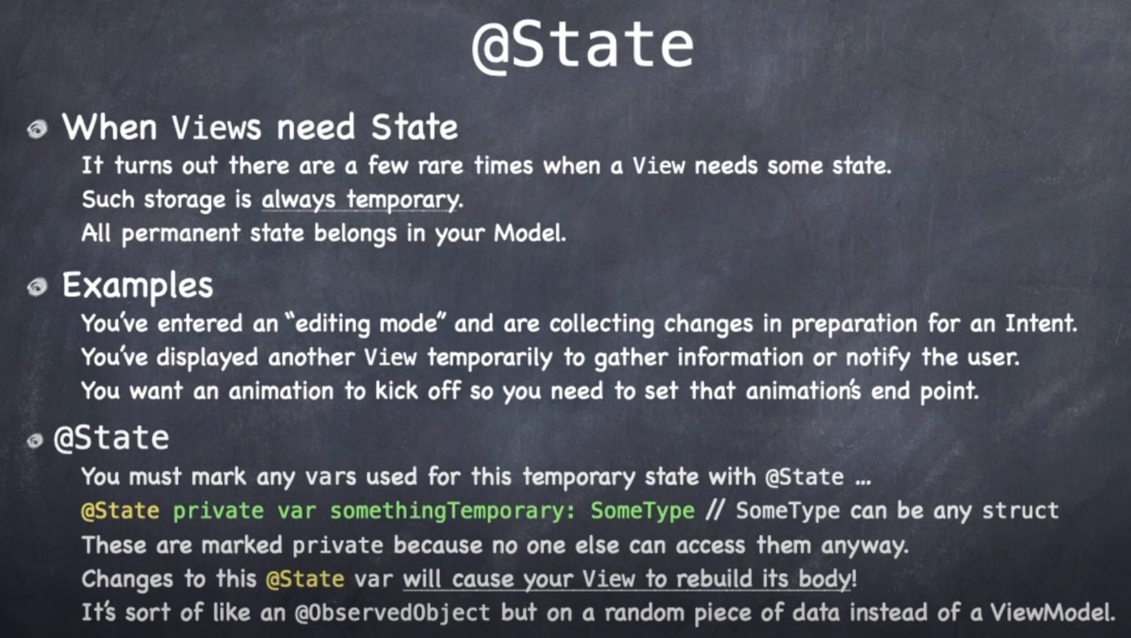 @State
When Views need State
It turns out there are a few rare times when a View needs some state.
Such storage is always temporary.
All permanent state belongs in your Model.
Examples
You've entered an “editing mode” and are collecting changes in preparation for an Intent.
You've displayed another View temporarily to gather information or notify the user.
You want an animation to kick off so you need to set that animation's end point.
@State
You must mark any vars used for this temporary state with @State …
@State private var somethingTemporary: SomeType // SomeType can be any struct
These are marked private because no one else can access them anyway.
Changes to this @State var will cause your View to rebuild its body!
It's sort of like an @ObservedObject but on a random piece of data instead of a ViewModel.